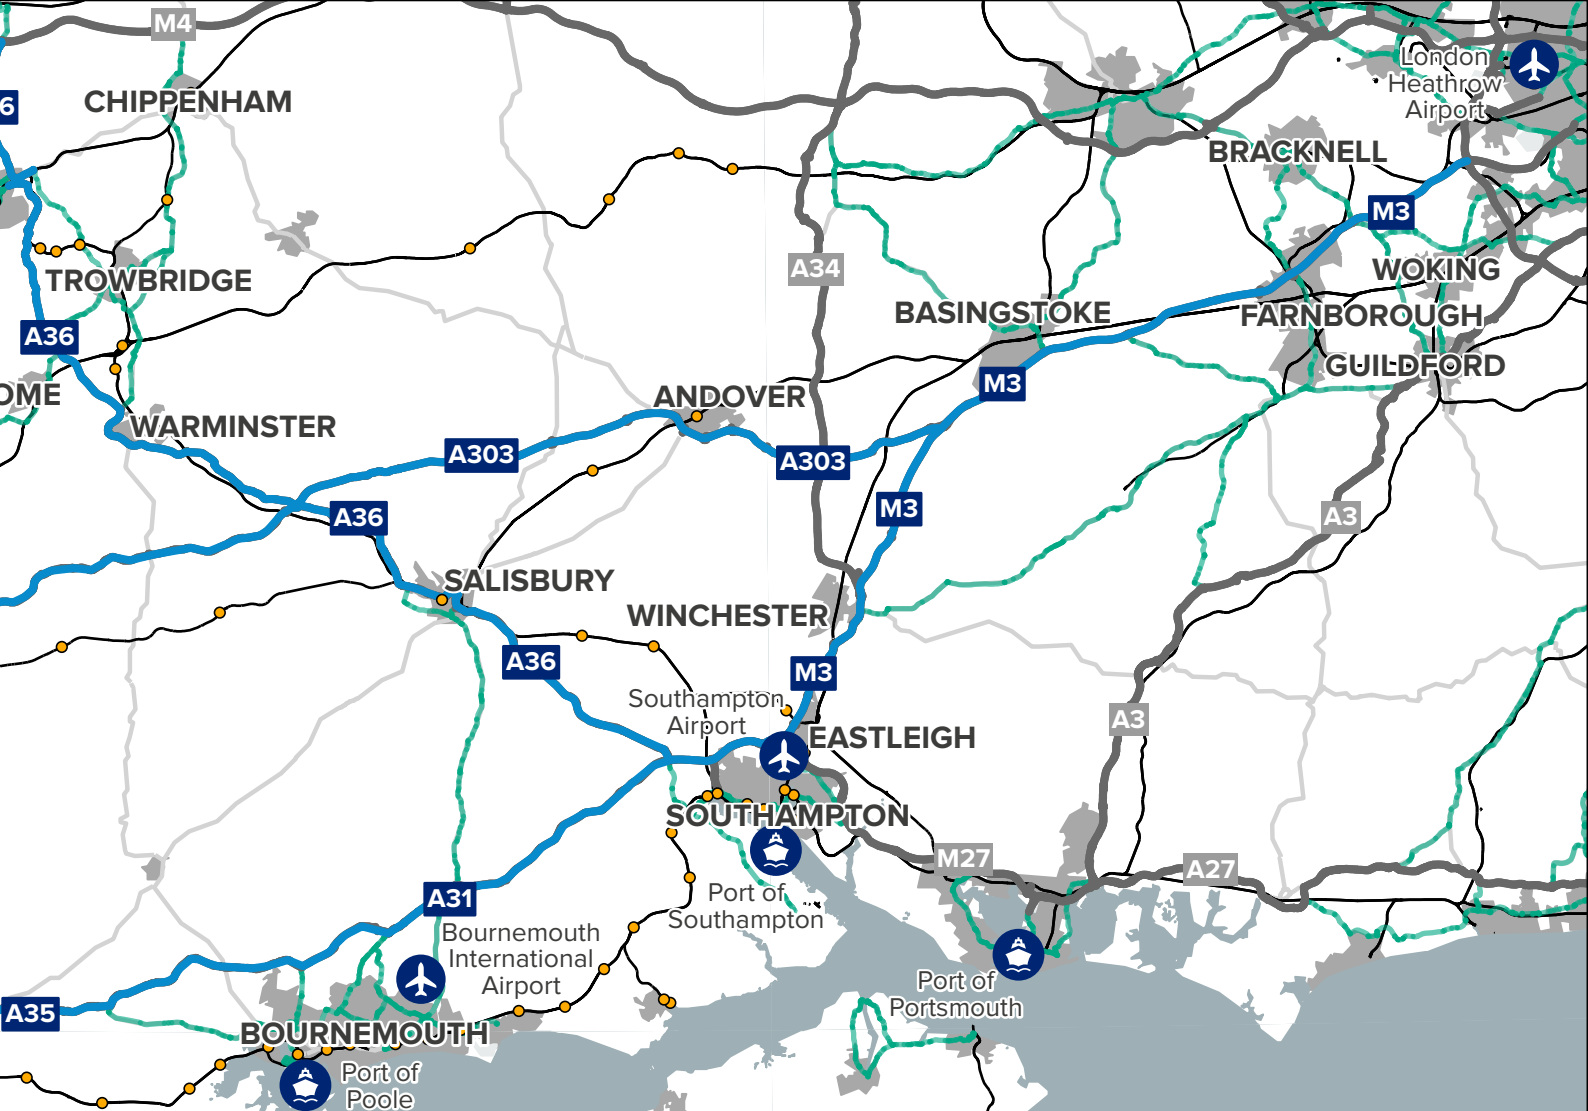 M4
London
Heathrow
Airport
CHIPPENHAM
6
BRACKNELL
M3
A34
WOKING
TROWBRIDGE
BASINGSTOKE
FARNBOROUGH
A36
GUILDFORD
M3
OME
ANDOVER
WARMINSTER
A303
A303
M3
A36
A3
SALISBURY
WINCHESTER
A36
M3
Southampton
Airport
A3
EASTLEIGH
SOUTHAMPTON
M27
A27
A31
Port of
Southampton
Bournemouth
International
Airport
Port of
Portsmouth
A35
BOURNEMOUTH
Port of
Poole